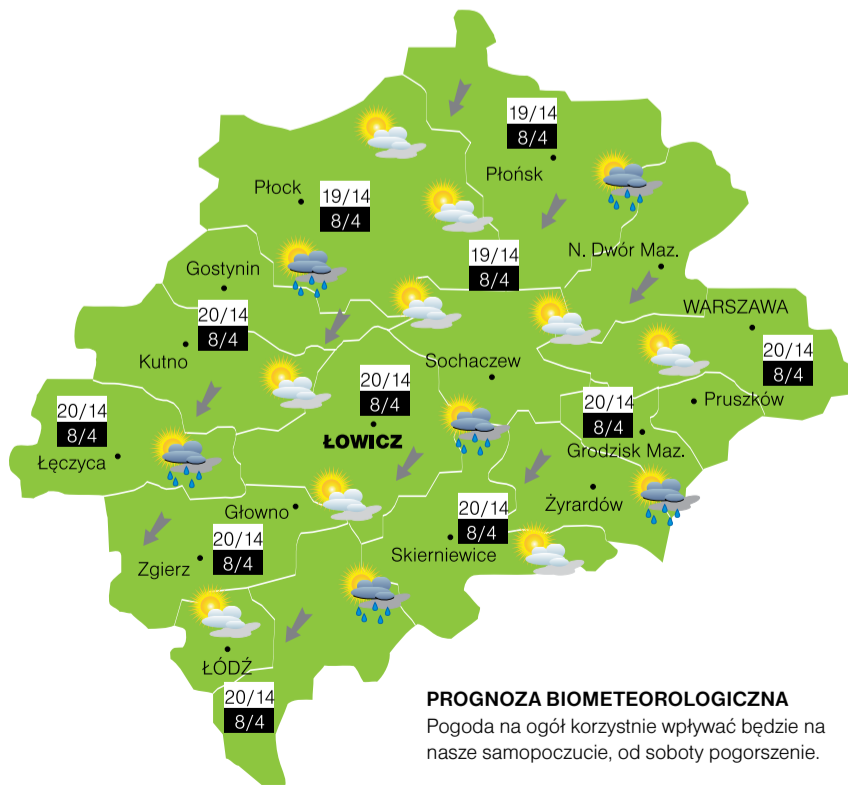 19/14
8/4
Płońsk
Płock
19/14
8/4
19/14
8/4
N. Dwór Maz.
Gostynin
20/14
8/4
Kutno
WARSZAWA
20/14
8/4
Sochaczew
20/14
8/4
ŁOWICZ
Pruszków
20/14
8/4
Grodzisk Maz.
20/14
8/4
Łęczyca
Głowno
Żyrardów
20/14
8/4
Skierniewice
20/14
8/4
Zgierz
ŁÓDŹ
20/14
8/4
PROGNOZA BIOMETEOROLOGICZNA
Pogoda na ogół korzystnie wpływać będzie na
nasze samopoczucie, od soboty pogorszenie.